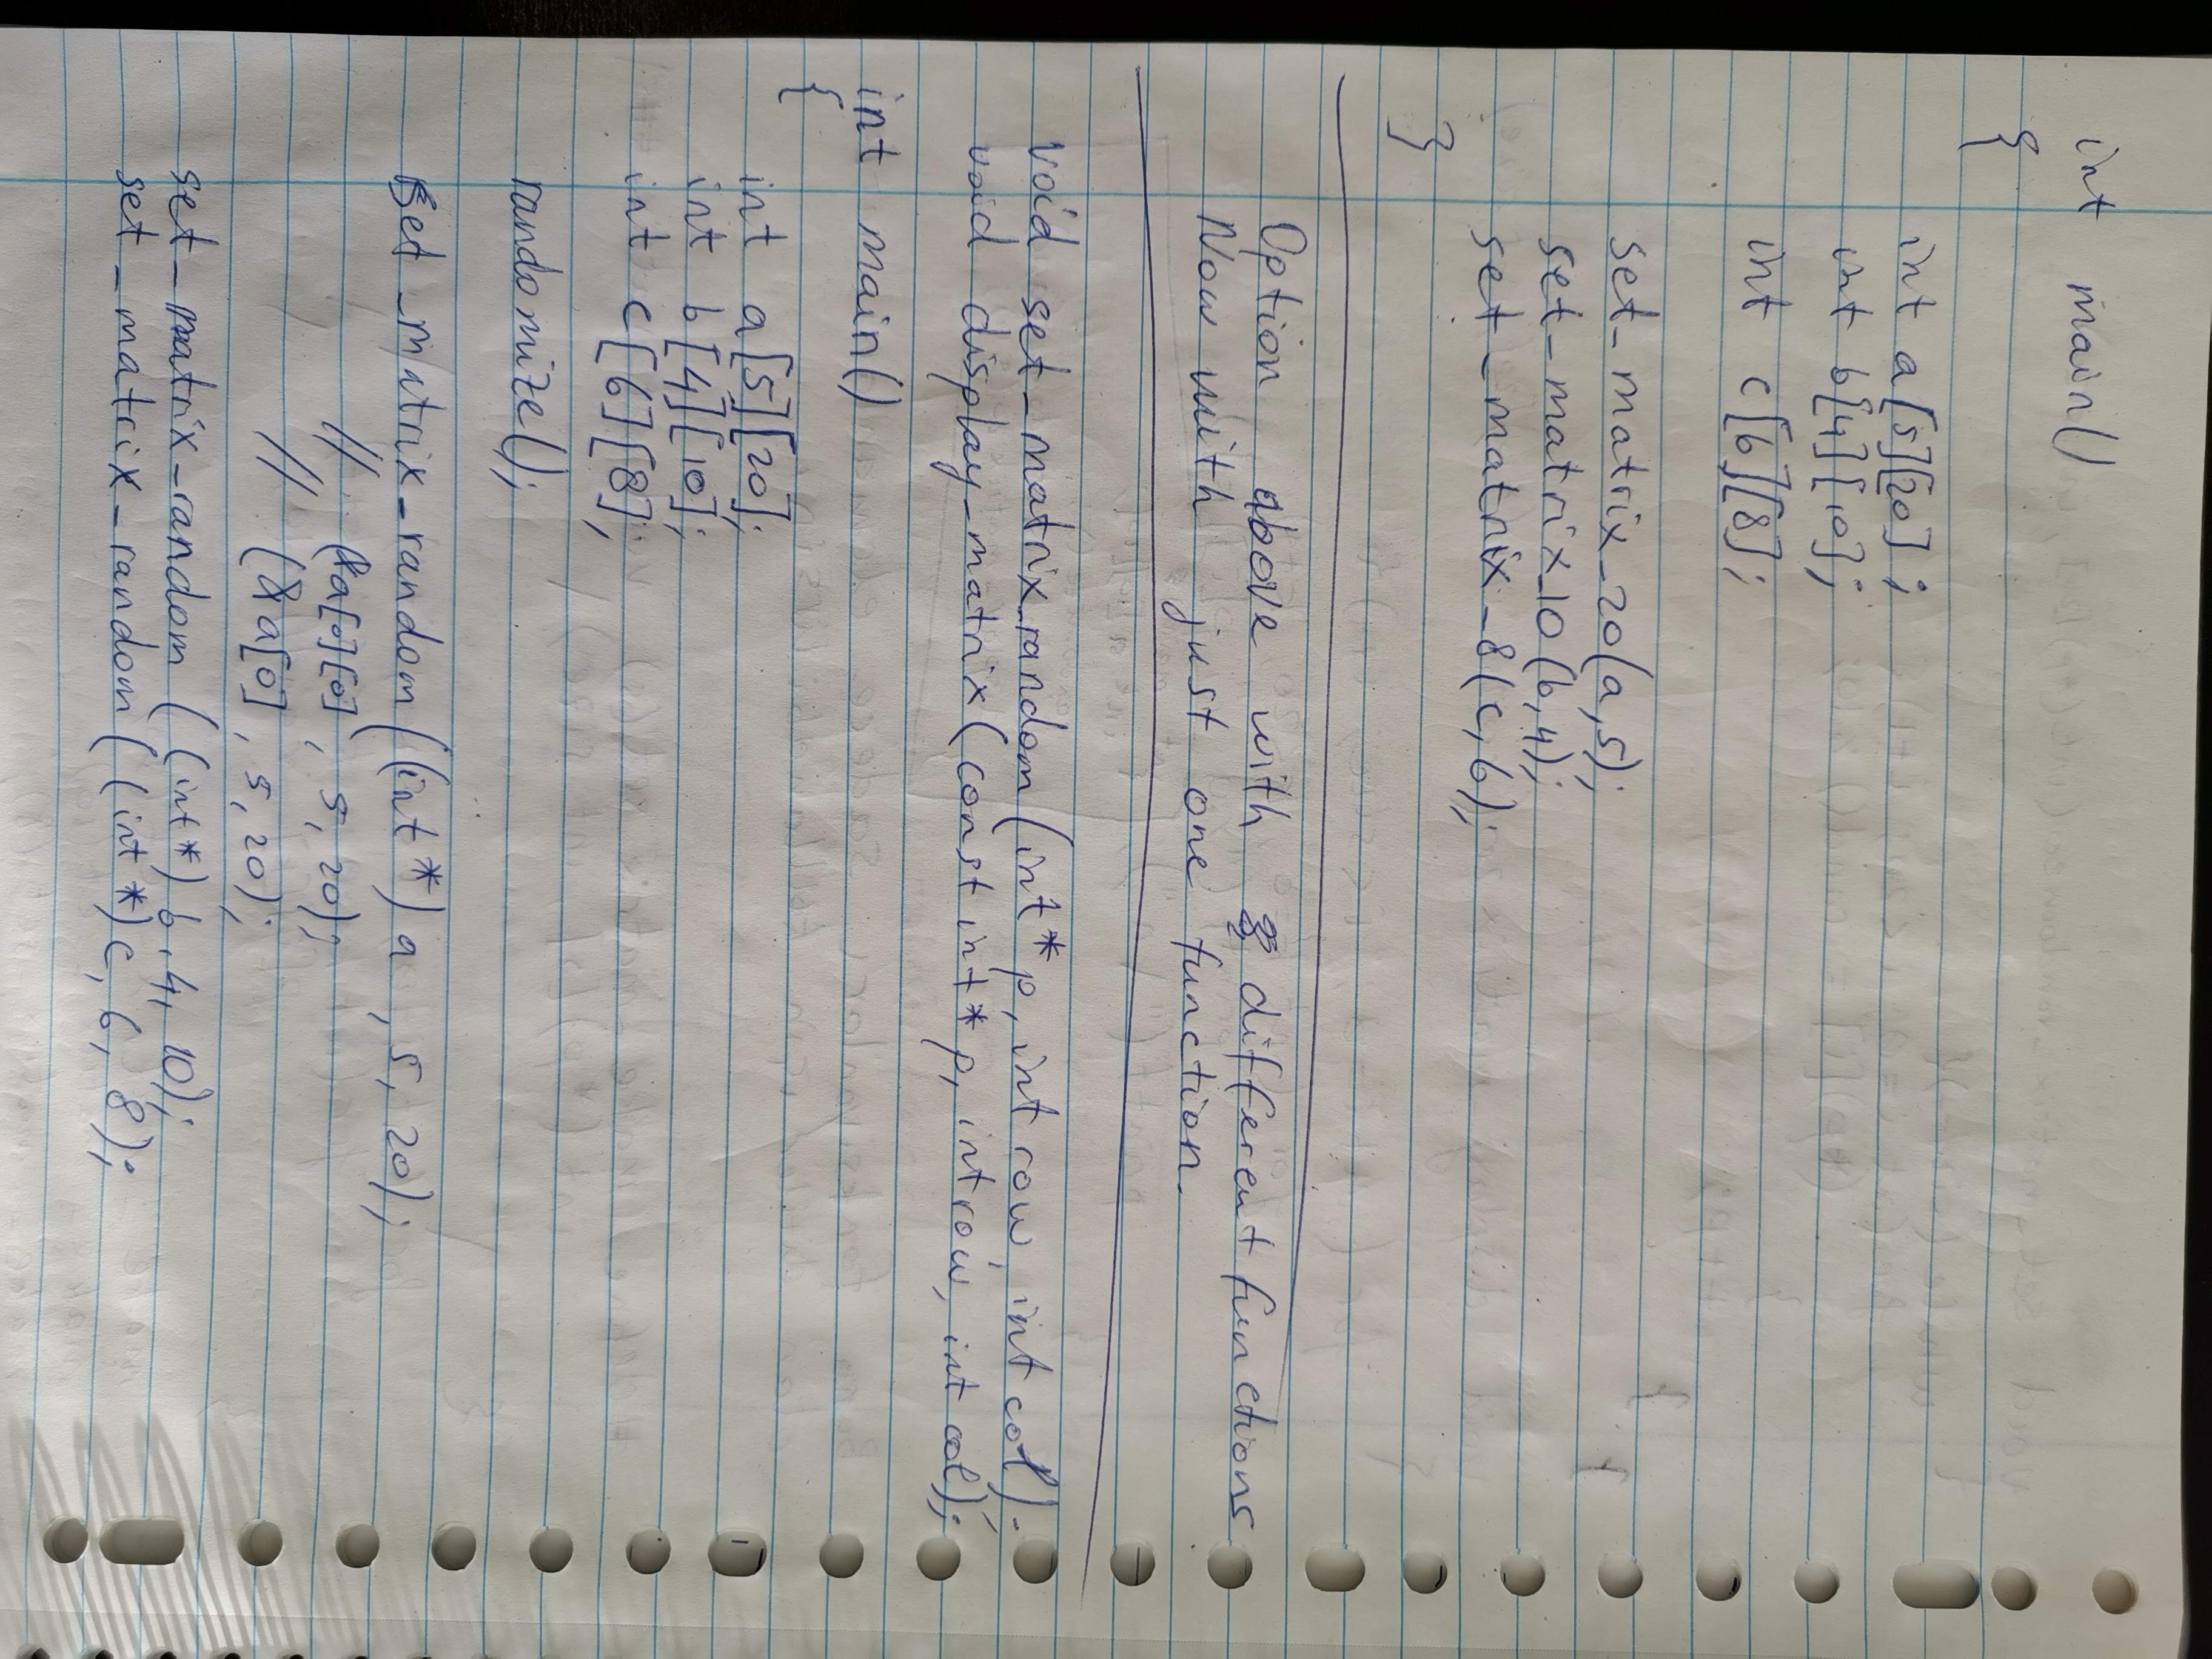 int main()
{
int a[5][20];
int b[4][10];
int c[6][8];
set_matrix_20(a,5);
set_matrix_10(b,4);
set_matrix_8(c,6);
}
Option above with different functions
Now with just one function.
void set_matrix_random(int* p, int row, int col);
void display_matrix(const int* p, int row, int col);
int main()
{
int a[5][20];
int b[4][10];
int c[6][8];
randomize();
set_matrix_random((int*)a, 5, 20);
// (&a[0][0], 5, 20);
// (&a[0], 5, 20);
set_matrix_random((int*)b, 4, 10);
set_matrix_random((int*)c, 6, 8);